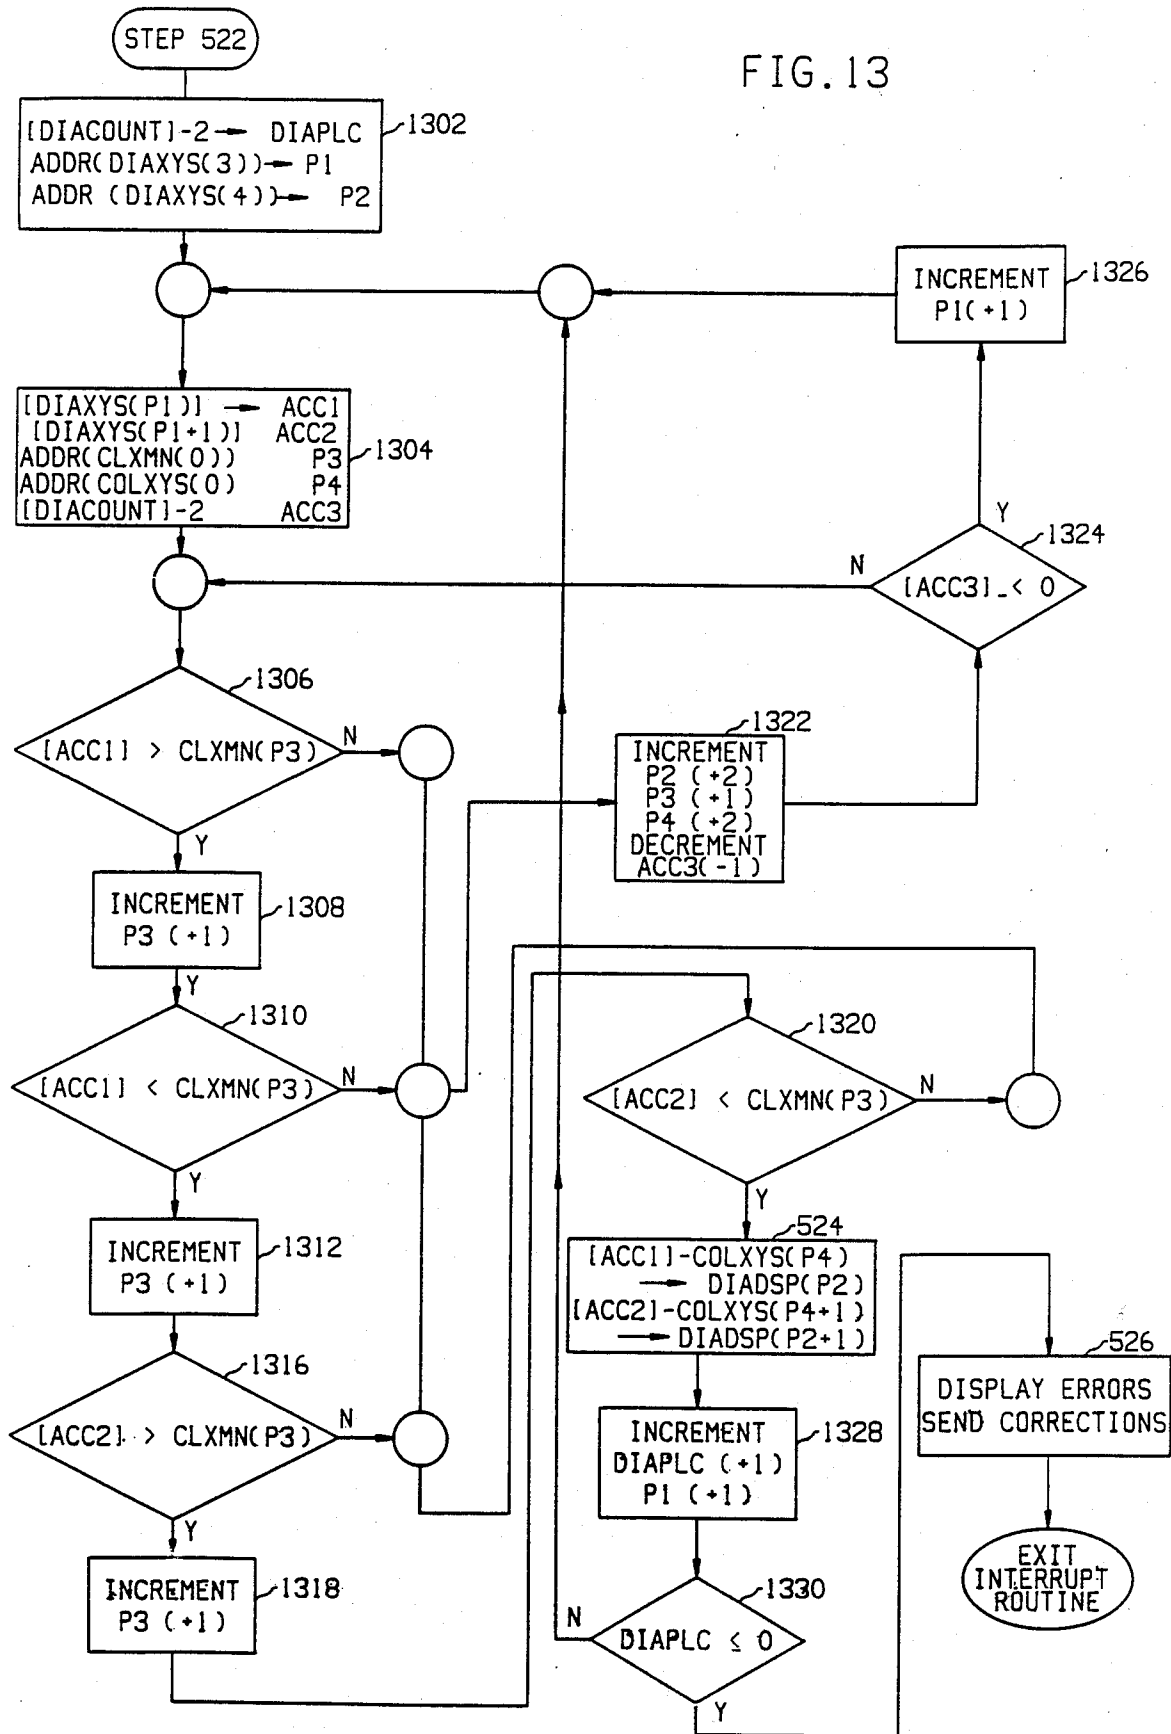 STEP 522
FIG.13
[DIACOUNT]-2→ DIAPLC
ADDR(DIAXYS(3))→ P1
ADDR (DIAXYS(4))→ P2
1302
INCREMENT
P1(+1)
1326
[DIAXYS(P1)] → ACC1
[DIAXYS(P1+1)] ACC2
ADDR(CLXMN(0)) P3
ADDR(COLXYS(0) P4
[DIACOUNT]-2 ACC3
1304
Y
1324
N
[ACC3]_< 0
1306
[ACC1] > CLXMN(P3)
N
Y
1322
INCREMENT
P2 (+2)
P3 (+1)
P4 (+2)
DECREMENT
ACC3(-1)
INCREMENT
P3 (+1)
1308
Y
1310
[ACC1] < CLXMN(P3)
N
Y
1320
[ACC2] < CLXMN(P3)
N
Y
INCREMENT
P3 (+1)
1312
524
[ACC1]-COLXYS(P4)
→ DIADSP(P2)
[ACC2]-COLXYS(P4+1)
→ DIADSP(P2+1)
1316
[ACC2] > CLXMN(P3)
N
Y
526
DISPLAY ERRORS
SEND CORRECTIONS
INCREMENT
DIAPLC (+1)
P1 (+1)
1328
INCREMENT
P3 (+1)
1318
1330
N
DIAPLC ≤ 0
Y
EXIT
INTERRUPT
ROUTINE